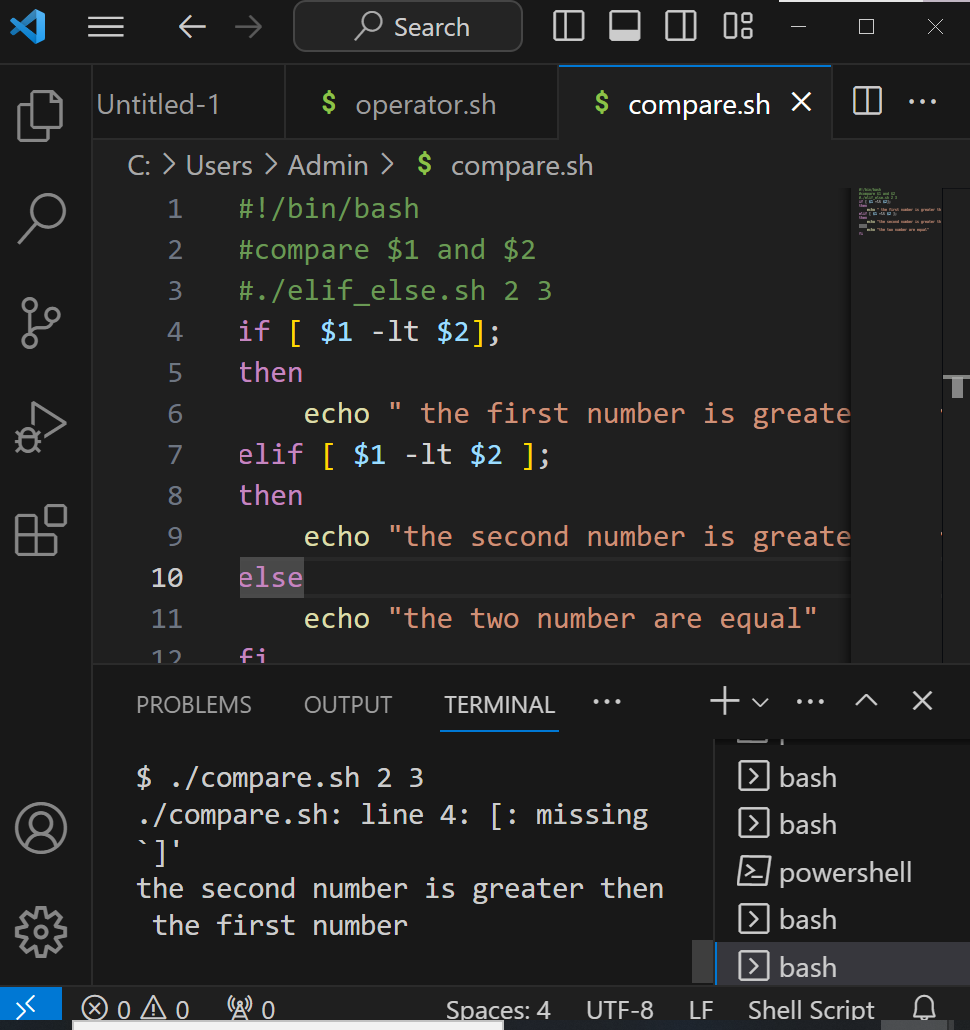 Search
Untitled-1
$ operator.sh
$ compare.sh
C: > Users > Admin > $ compare.sh
1 #!/bin/bash
2 #compare $1 and $2
3 #./elif_else.sh 2 3
4 if [ $1 -lt $2];
5 then
6 echo " the first number is greate
7 elif [ $1 -lt $2 ];
8 then
9 echo "the second number is greate
10 else
11 echo "the two number are equal"
12 fi
PROBLEMS OUTPUT TERMINAL
$ ./compare.sh 2 3
./compare.sh: line 4: [: missing
`]'
the second number is greater then
the first number
bash
bash
powershell
bash
bash
0 0 0 Spaces: 4 UTF-8 LF Shell Script